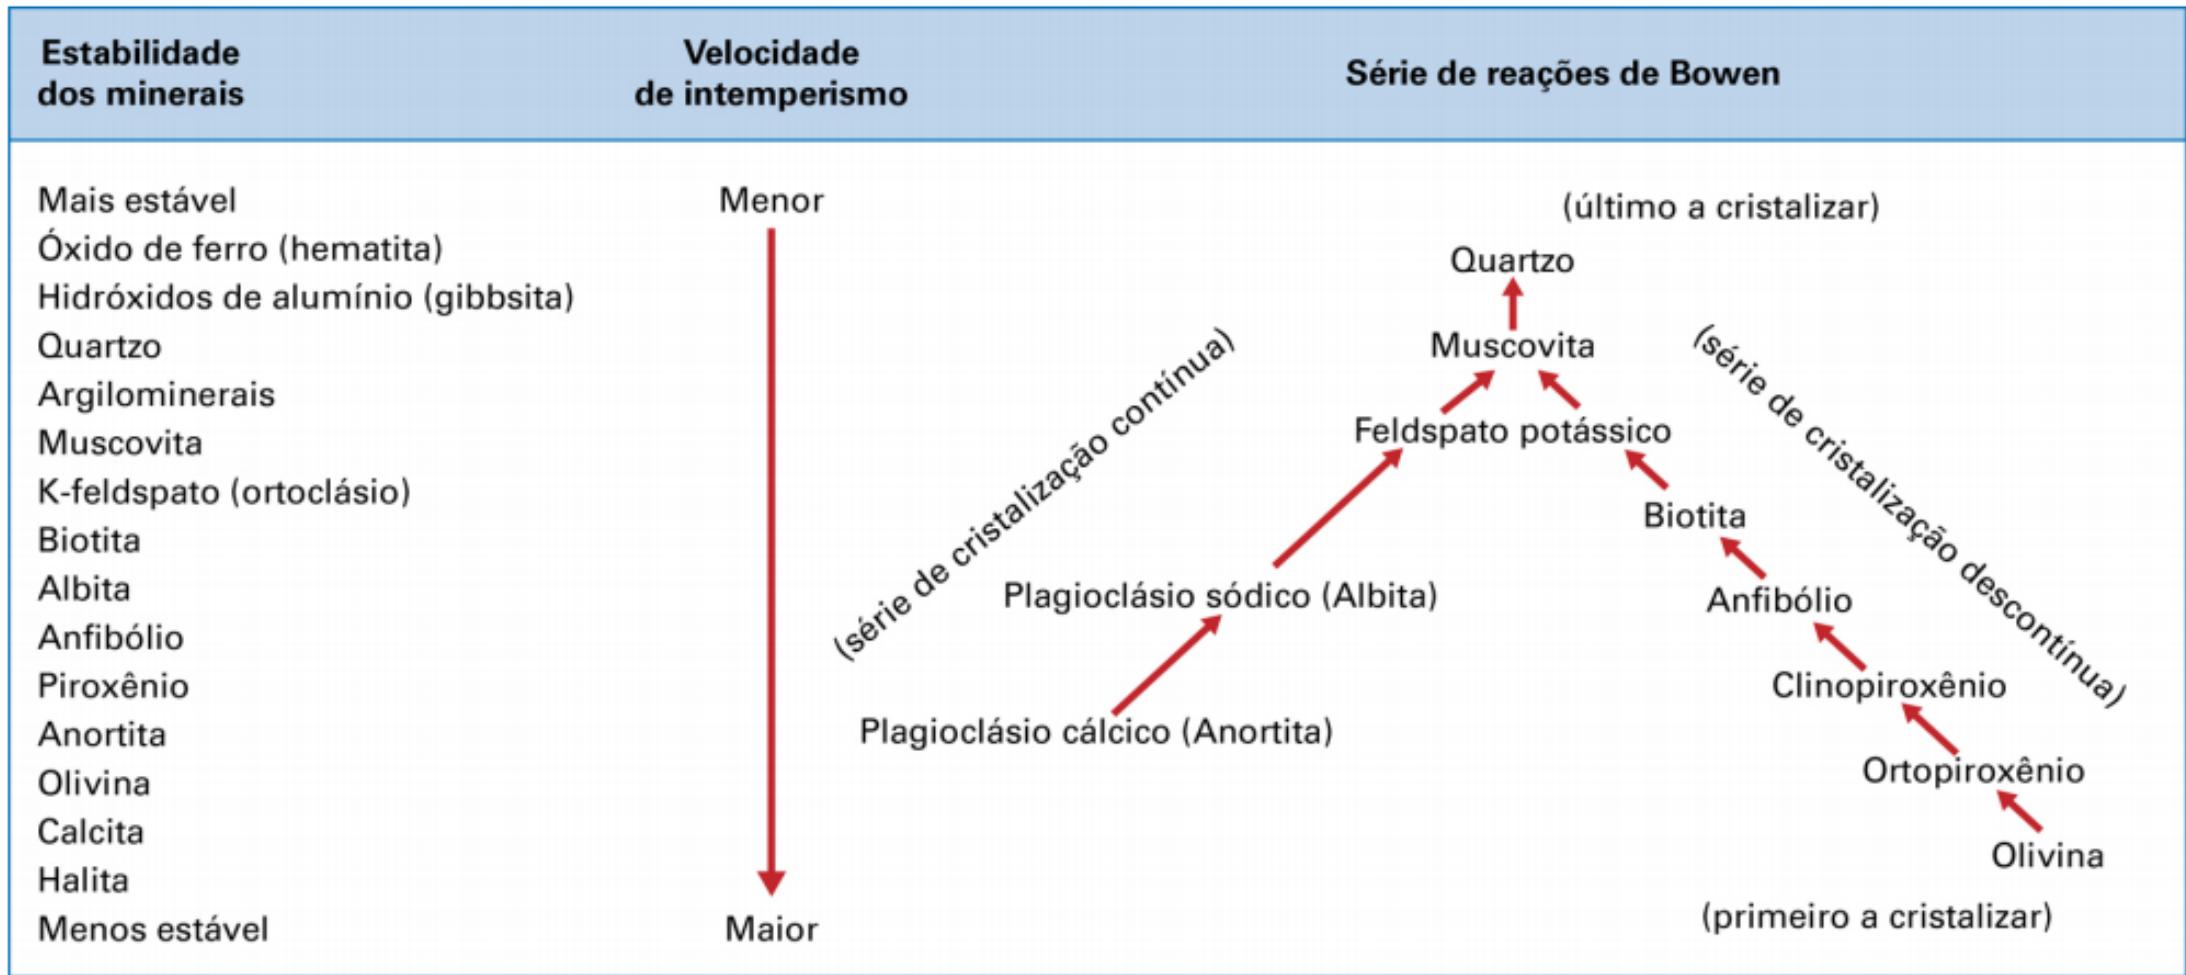 Estabilidade
dos minerais
Velocidade
de intemperismo
Série de reações de Bowen
Mais estável
Óxido de ferro (hematita)
Hidróxidos de alumínio (gibbsita)
Quartzo
Argilominerais
Muscovita
K-feldspato (ortoclásio)
Biotita
Albita
Anfibólio
Piroxênio
Anortita
Olivina
Calcita
Halita
Menos estável
Menor
Maior
(último a cristalizar)
Quartzo
Muscovita
Feldspato potássico
(série de cristalização contínua)
Plagioclásio sódico (Albita)
Plagioclásio cálcico (Anortita)
(série de cristalização descontínua)
Biotita
Anfibólio
Clinopiroxênio
Ortopiroxênio
Olivina
(primeiro a cristalizar)